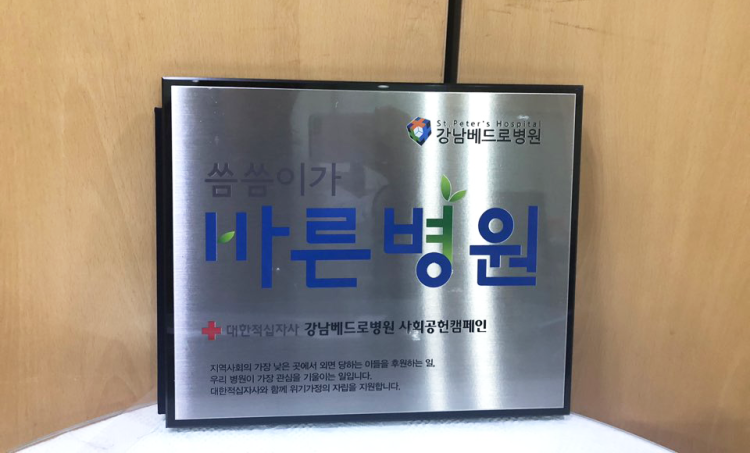 St. Peter's Hospital
강남베드로병원
씀씀이가
바른병원
대한적십자사 강남베드로병원 사회공헌캠페인
지역사회의 가장 낮은 곳에서 외면 당하는 이들을 후원하는 일,
우리 병원이 가장 관심을 기울이는 일입니다.
대한적십자사와 함께 위기가정의 자립을 지원합니다.